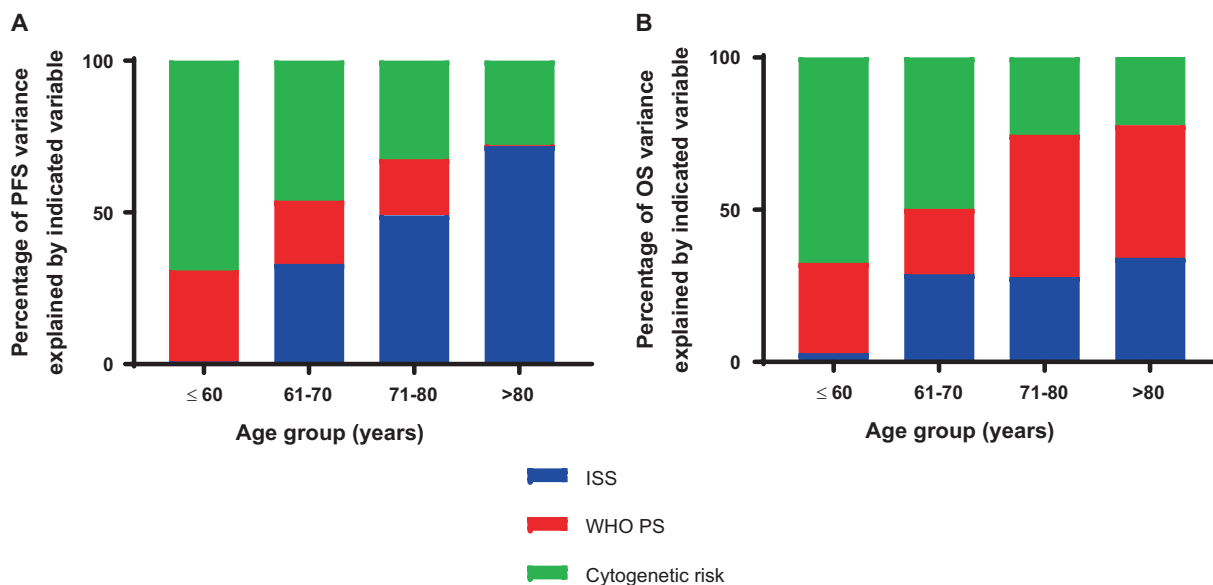 A
Percentage of PFS variance
explained by indicated variable
100
50
0
≤ 60
61-70
71-80
>80
Age group (years)
B
Percentage of OS variance
explained by indicated variable
100
50
0
≤ 60
61-70
71-80
>80
Age group (years)
ISS
WHO PS
Cytogenetic risk